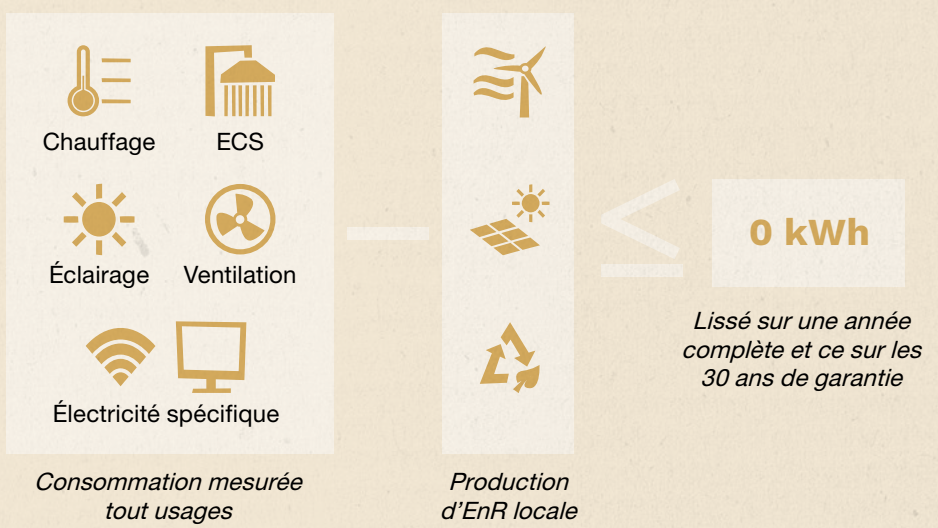 Chauffage
ECS
Éclairage
Ventilation
Électricité spécifique
Consommation mesurée
tout usages
—
Production
d’EnR locale
≤
0 kWh
Lissé sur une année
complète et ce sur les
30 ans de garantie